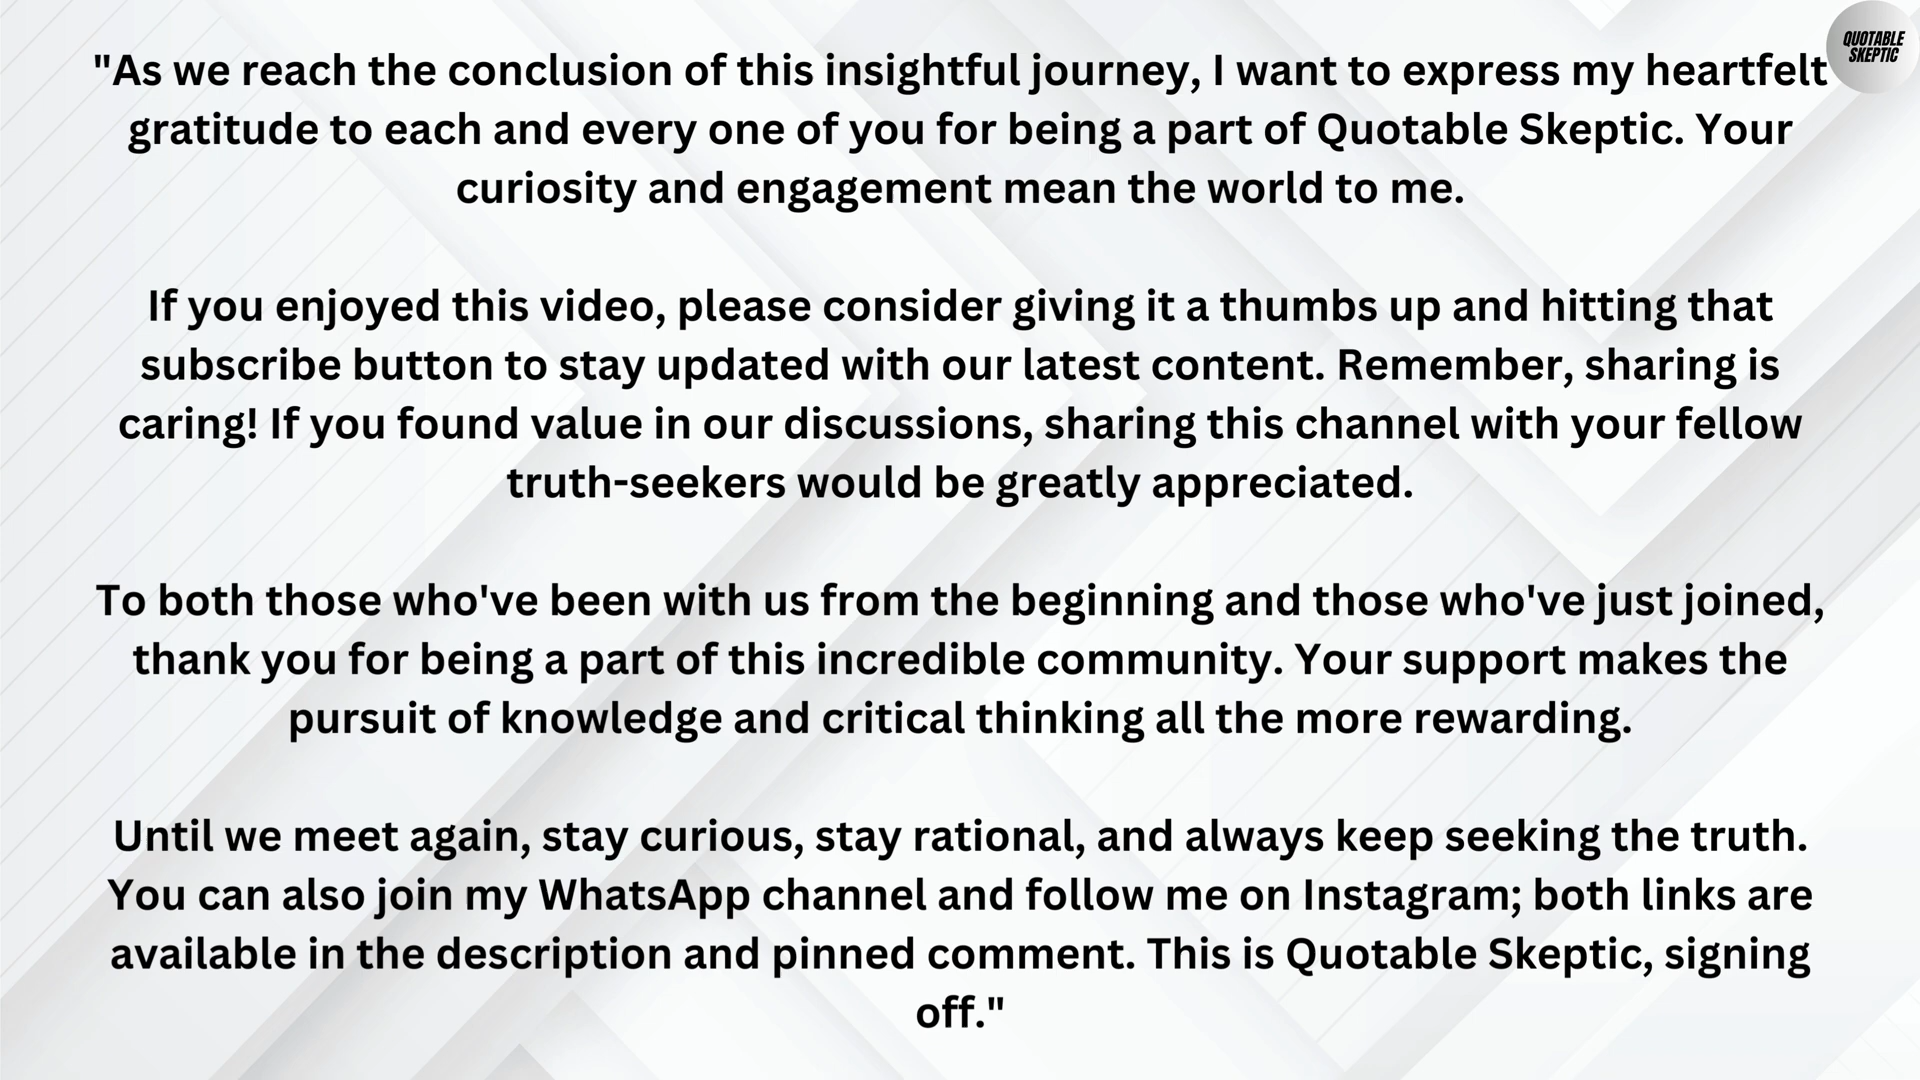 QUOTABLE
SKEPTIC
"As we reach the conclusion of this insightful journey, I want to express my heartfelt
gratitude to each and every one of you for being a part of Quotable Skeptic. Your
curiosity and engagement mean the world to me.
If you enjoyed this video, please consider giving it a thumbs up and hitting that
subscribe button to stay updated with our latest content. Remember, sharing is
caring! If you found value in our discussions, sharing this channel with your fellow
truth-seekers would be greatly appreciated.
To both those who've been with us from the beginning and those who've just joined,
thank you for being a part of this incredible community. Your support makes the
pursuit of knowledge and critical thinking all the more rewarding.
Until we meet again, stay curious, stay rational, and always keep seeking the truth.
You can also join my WhatsApp channel and follow me on Instagram; both links are
available in the description and pinned comment. This is Quotable Skeptic, signing
off."